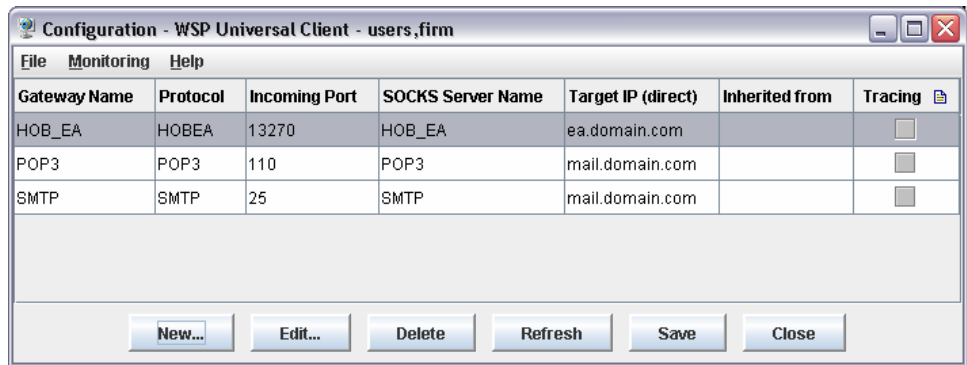 Configuration - WSP Universal Client - users,firm
File Monitoring Help
Gateway Name Protocol Incoming Port SOCKS Server Name Target IP (direct) Inherited from Tracing
HOB_EA HOBEA 13270 HOB_EA ea.domain.com
POP3 POP3 110 POP3 mail.domain.com
SMTP SMTP 25 SMTP mail.domain.com
New... Edit... Delete Refresh Save Close